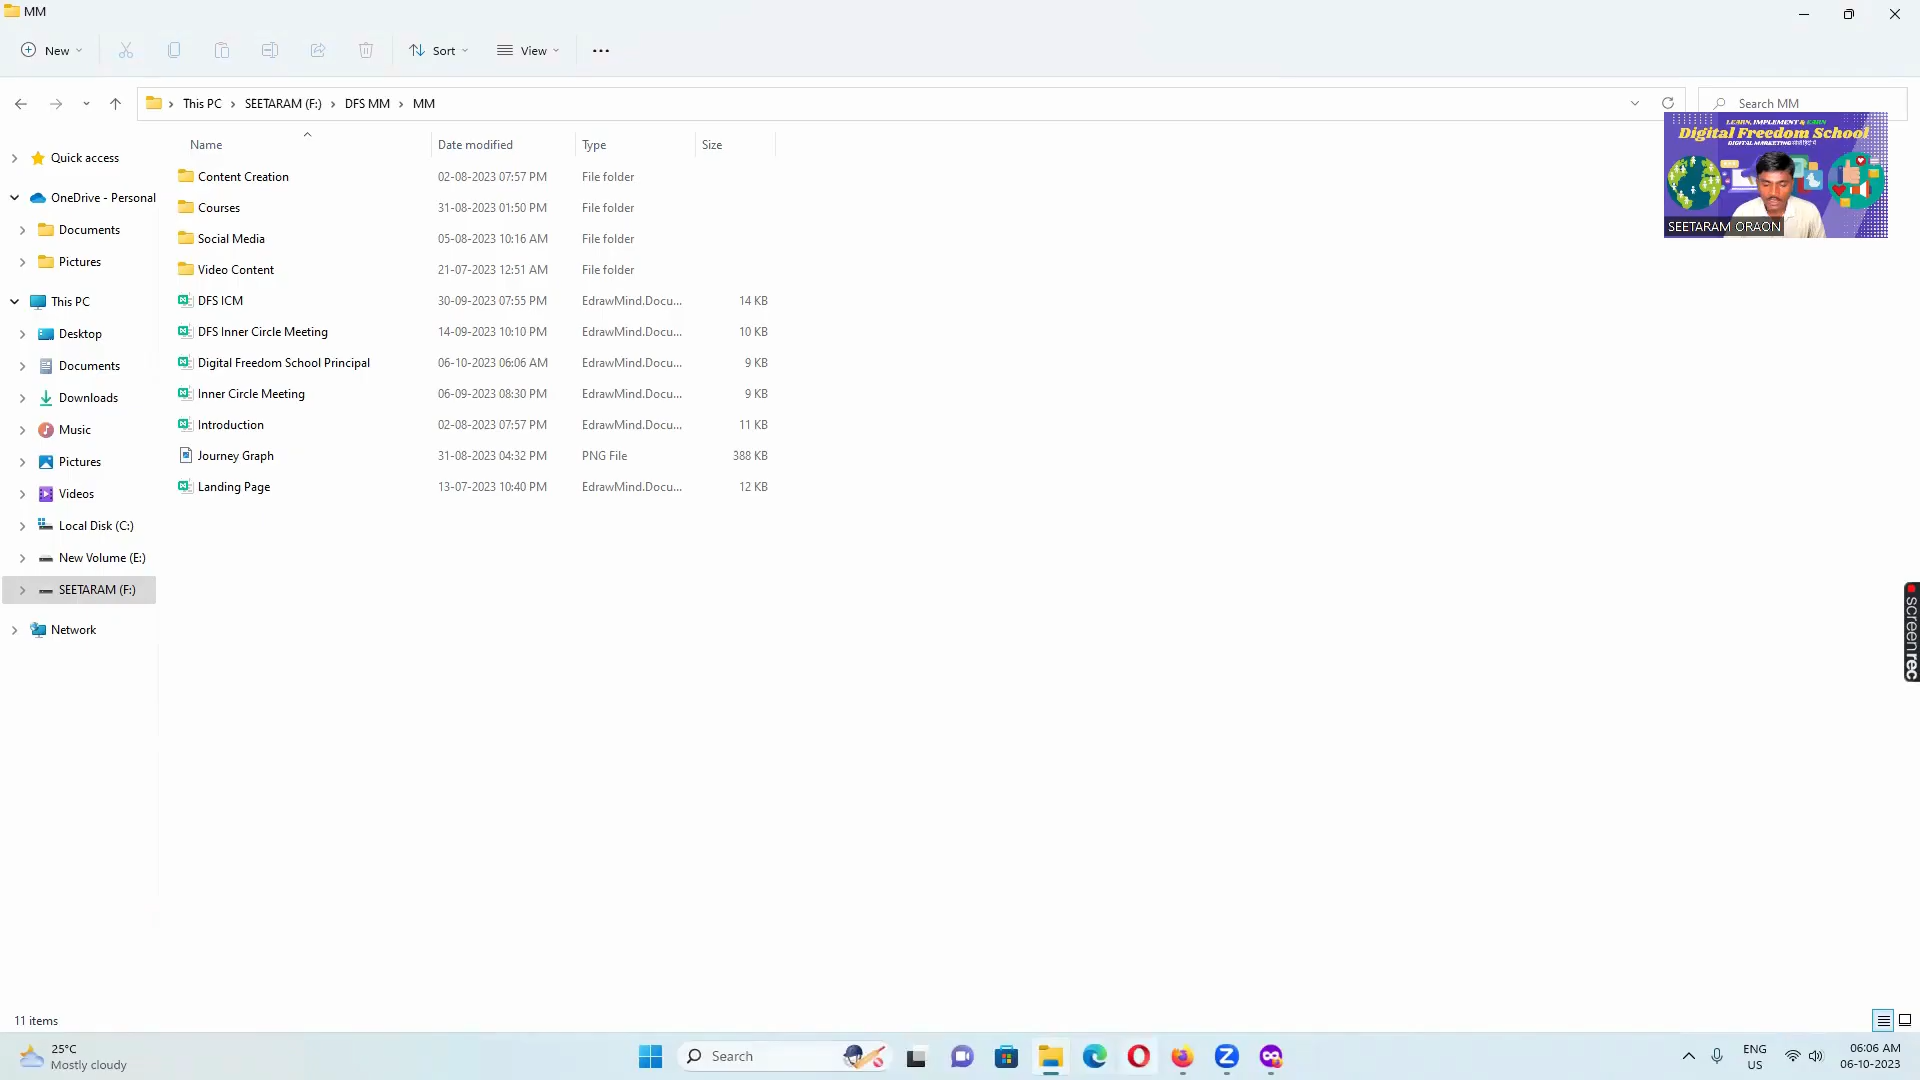 MM
New
Sort
View
This PC
SEETARAM (F:)
DFS MM
MM
Search MM
Name
Date modified
Type
Size
Quick access
OneDrive - Personal
Documents
Pictures
This PC
Desktop
Documents
Downloads
Music
Pictures
Videos
Local Disk (C:)
New Volume (E:)
SEETARAM (F:)
Network
Content Creation 02-08-2023 07:57 PM File folder
Courses 31-08-2023 01:50 PM File folder
Social Media 05-08-2023 10:16 AM File folder
Video Content 21-07-2023 12:51 AM File folder
DFS ICM 30-09-2023 07:55 PM EdrawMind.Docu... 14 KB
DFS Inner Circle Meeting 14-09-2023 10:10 PM EdrawMind.Docu... 10 KB
Digital Freedom School Principal 06-10-2023 06:06 AM EdrawMind.Docu... 9 KB
Inner Circle Meeting 06-09-2023 08:30 PM EdrawMind.Docu... 9 KB
Introduction 02-08-2023 07:57 PM EdrawMind.Docu... 11 KB
Journey Graph 31-08-2023 04:32 PM PNG File 388 KB
Landing Page 13-07-2023 10:40 PM EdrawMind.Docu... 12 KB
LEARN, IMPLEMENT & EARN
Digital Freedom School
DIGITAL MARKETING
SEETARAM ORAON
screenrec
11 items
25°C
Mostly cloudy
Search
ENG
US
06:06 AM
06-10-2023